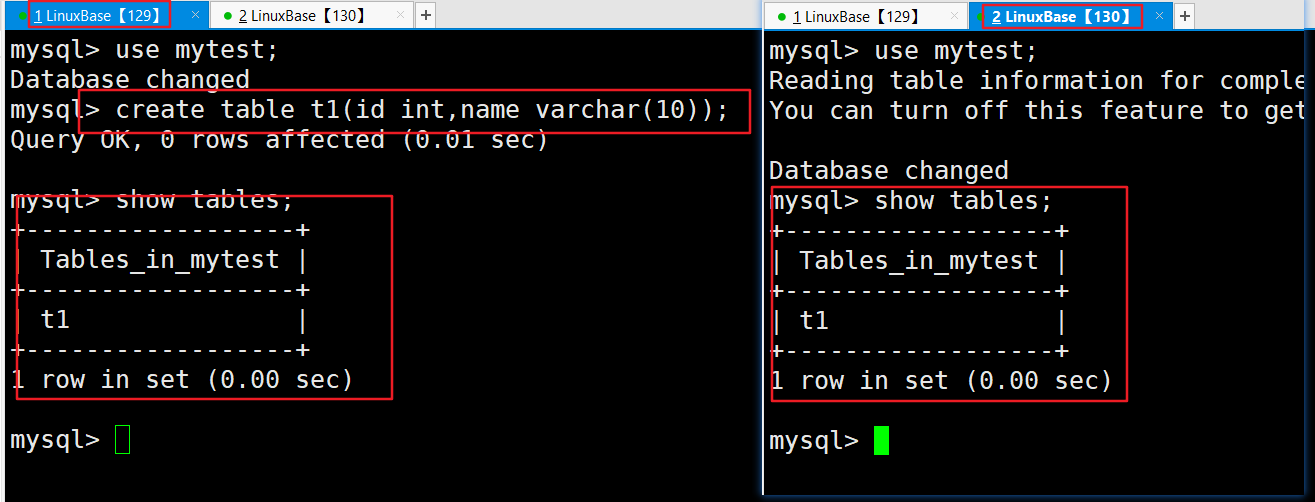 1 LinuxBase【129】 × 2 LinuxBase【130】 × +
mysql> use mytest;
Database changed
mysql> create table t1(id int,name varchar(10));
Query OK, 0 rows affected (0.01 sec)
mysql> show tables;
+------------------+
| Tables_in_mytest |
+------------------+
| t1               |
+------------------+
1 row in set (0.00 sec)
mysql>
1 LinuxBase【129】 × 2 LinuxBase【130】 × +
mysql> use mytest;
Reading table information for comple
You can turn off this feature to get
Database changed
mysql> show tables;
+------------------+
| Tables_in_mytest |
+------------------+
| t1               |
+------------------+
1 row in set (0.00 sec)
mysql>